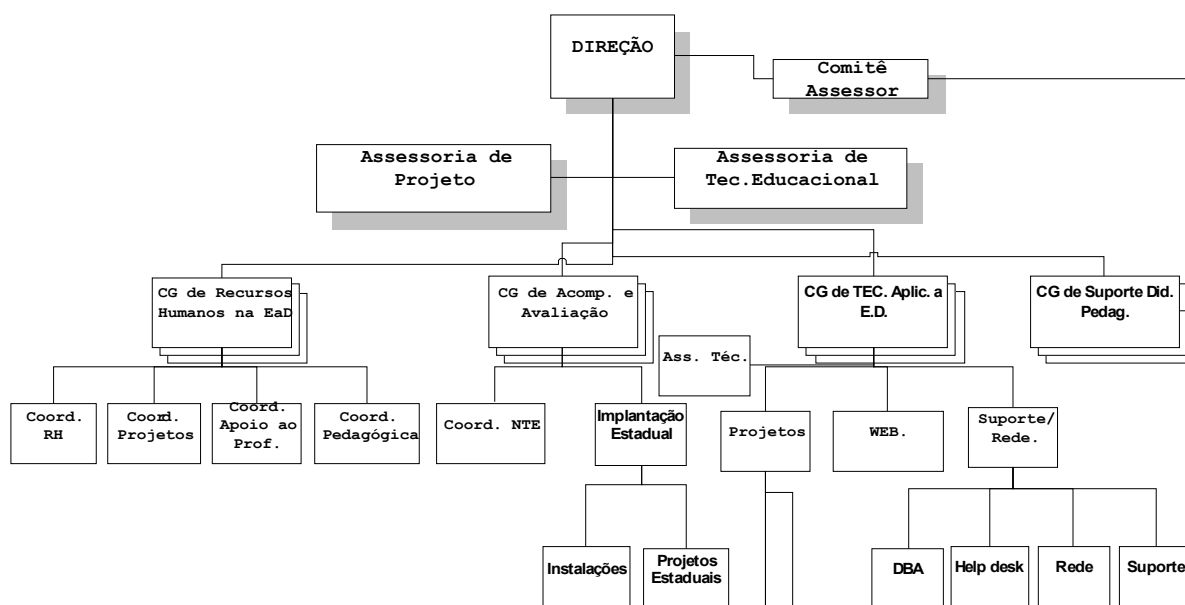 DIREÇÃO
Comitê
Assessor
Assessoria de
Projeto
Assessoria de
Tec.Educacional
CG de Recursos
Humanos na EaD
CG de Acomp. e
Avaliação
CG de TEC. Aplic. a
E.D.
CG de Suporte Did.
Pedag.
Ass. Téc.
Coord.
RH
Coord.
Projetos
Coord.
Apoio ao
Prof.
Coord.
Pedagógica
Coord. NTE
Implantação
Estadual
Projetos
WEB.
Suporte/
Rede.
Instalações
Projetos
Estaduais
DBA
Help desk
Rede
Suporte